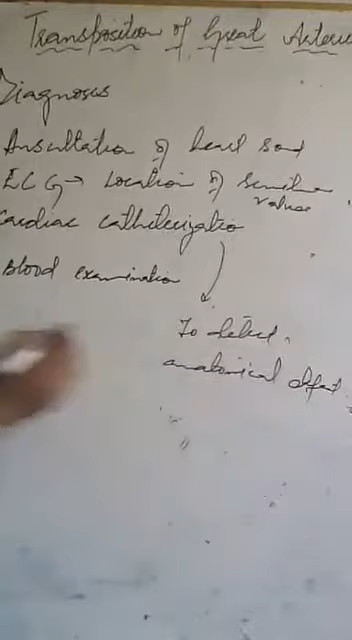 Transposition of Great Arteries
Diagnosis
Auscultation of heart sound
ECG → Location of semilunar
valves
Cardiac catheterization
Blood examination
To detect
anatomical defect